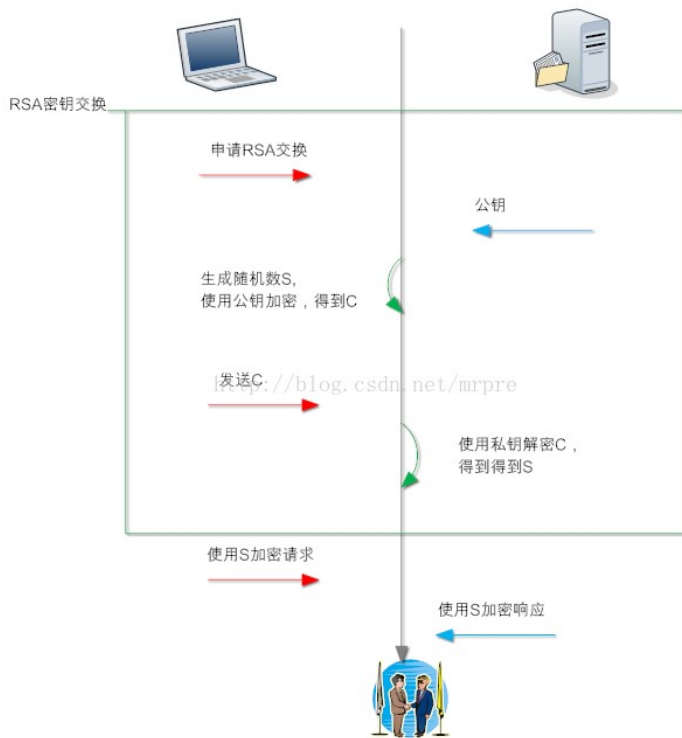 RSA密钥交换
申请RSA交换
公钥
生成随机数S,
使用公钥加密，得到C
发送C
http://blog.csdn.net/mrpre
使用私钥解密C，
得到得到S
使用S加密请求
使用S加密响应